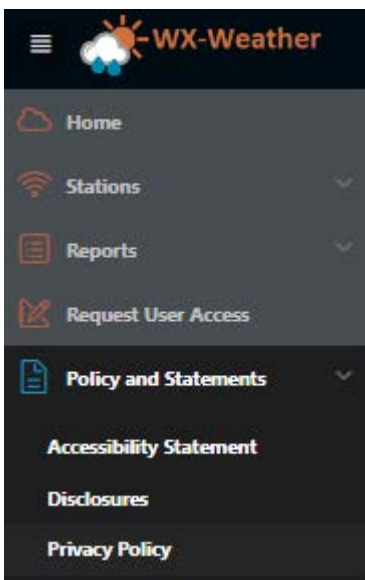 WX-Weather
Home
Stations
Reports
Request User Access
Policy and Statements
Accessibility Statement
Disclosures
Privacy Policy